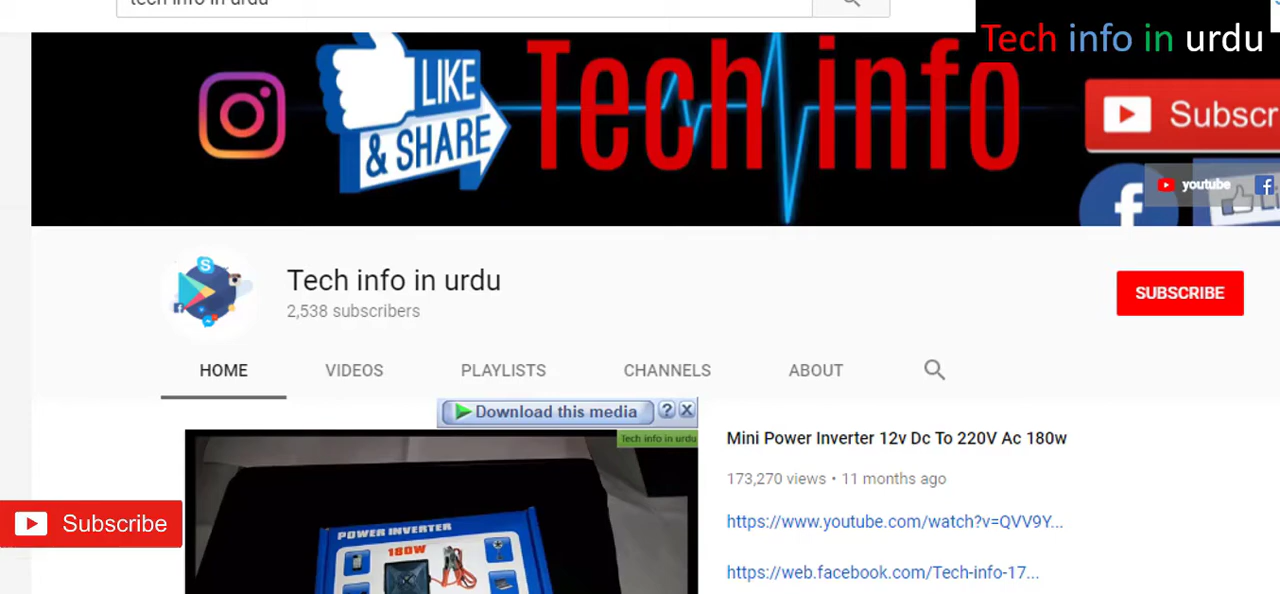 tech info in urdu
Tech info in urdu
LIKE
& SHARE
Tech info
Subscr
youtube
Tech info in urdu
2,538 subscribers
SUBSCRIBE
HOME VIDEOS PLAYLISTS CHANNELS ABOUT
Download this media ? X
Tech info in urdu
Mini Power Inverter 12v Dc To 220V Ac 180w
173,270 views • 11 months ago
https://www.youtube.com/watch?v=QVV9Y...
https://web.facebook.com/Tech-info-17...
Subscribe
POWER INVERTER
180W